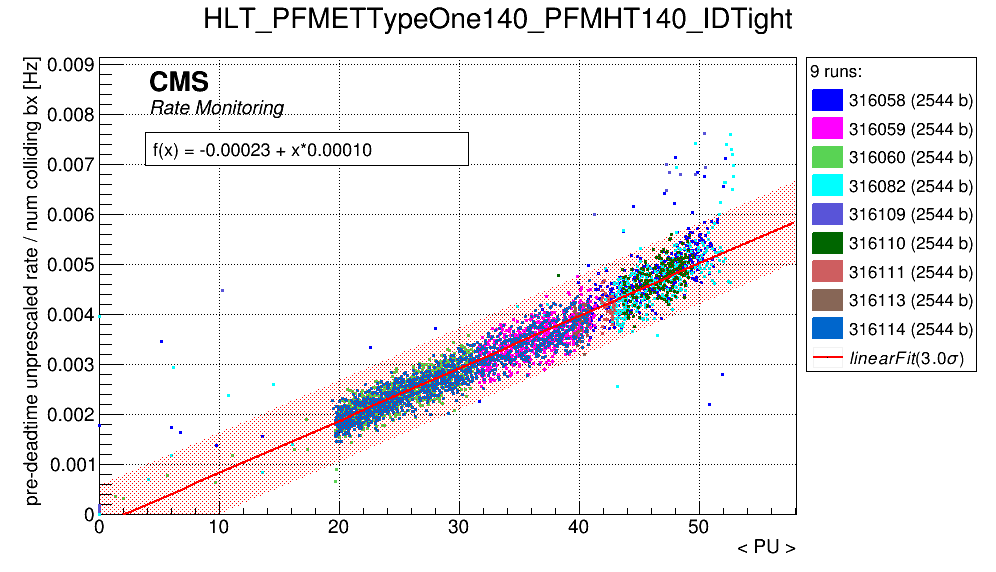 HLT_PFMETTypeOne140_PFMHT140_IDTight
pre-deadtime unprescaled rate / num colliding bx [Hz]
0.009
0.008
0.007
0.006
0.005
0.004
0.003
0.002
0.001
0
CMS
Rate Monitoring
f(x) = -0.00023 + x*0.00010
0 10 20 30 40 50
< PU >
9 runs:
316058 (2544 b)
316059 (2544 b)
316060 (2544 b)
316082 (2544 b)
316109 (2544 b)
316110 (2544 b)
316111 (2544 b)
316113 (2544 b)
316114 (2544 b)
linearFit(3.0σ)